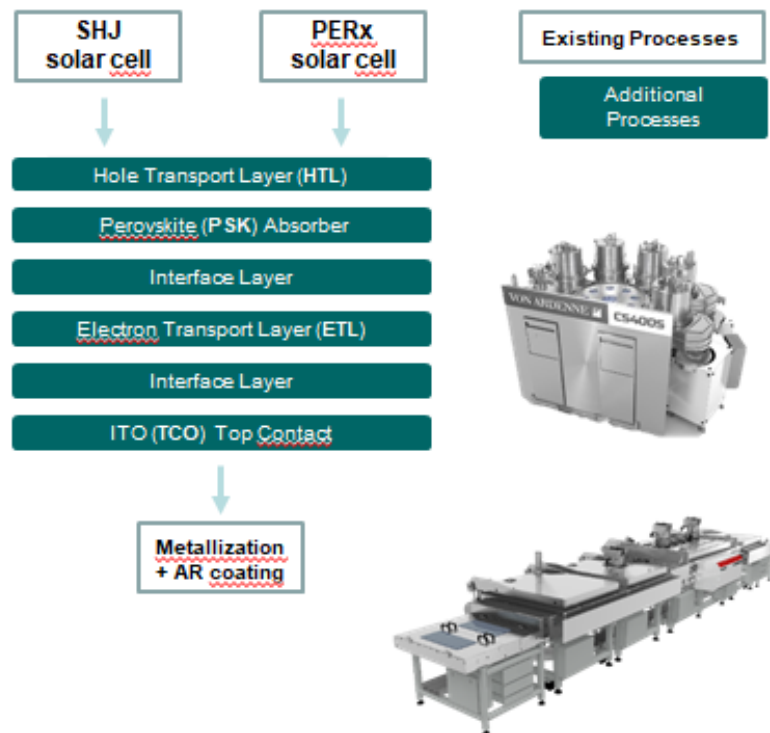 SHJ
solar cell
PERx
solar cell
Existing Processes
Additional
Processes
Hole Transport Layer (HTL)
Perovskite (PSK) Absorber
Interface Layer
Electron Transport Layer (ETL)
Interface Layer
ITO (TCO) Top Contact
Metallization
+ AR coating
VON ARDENNE
CS400S